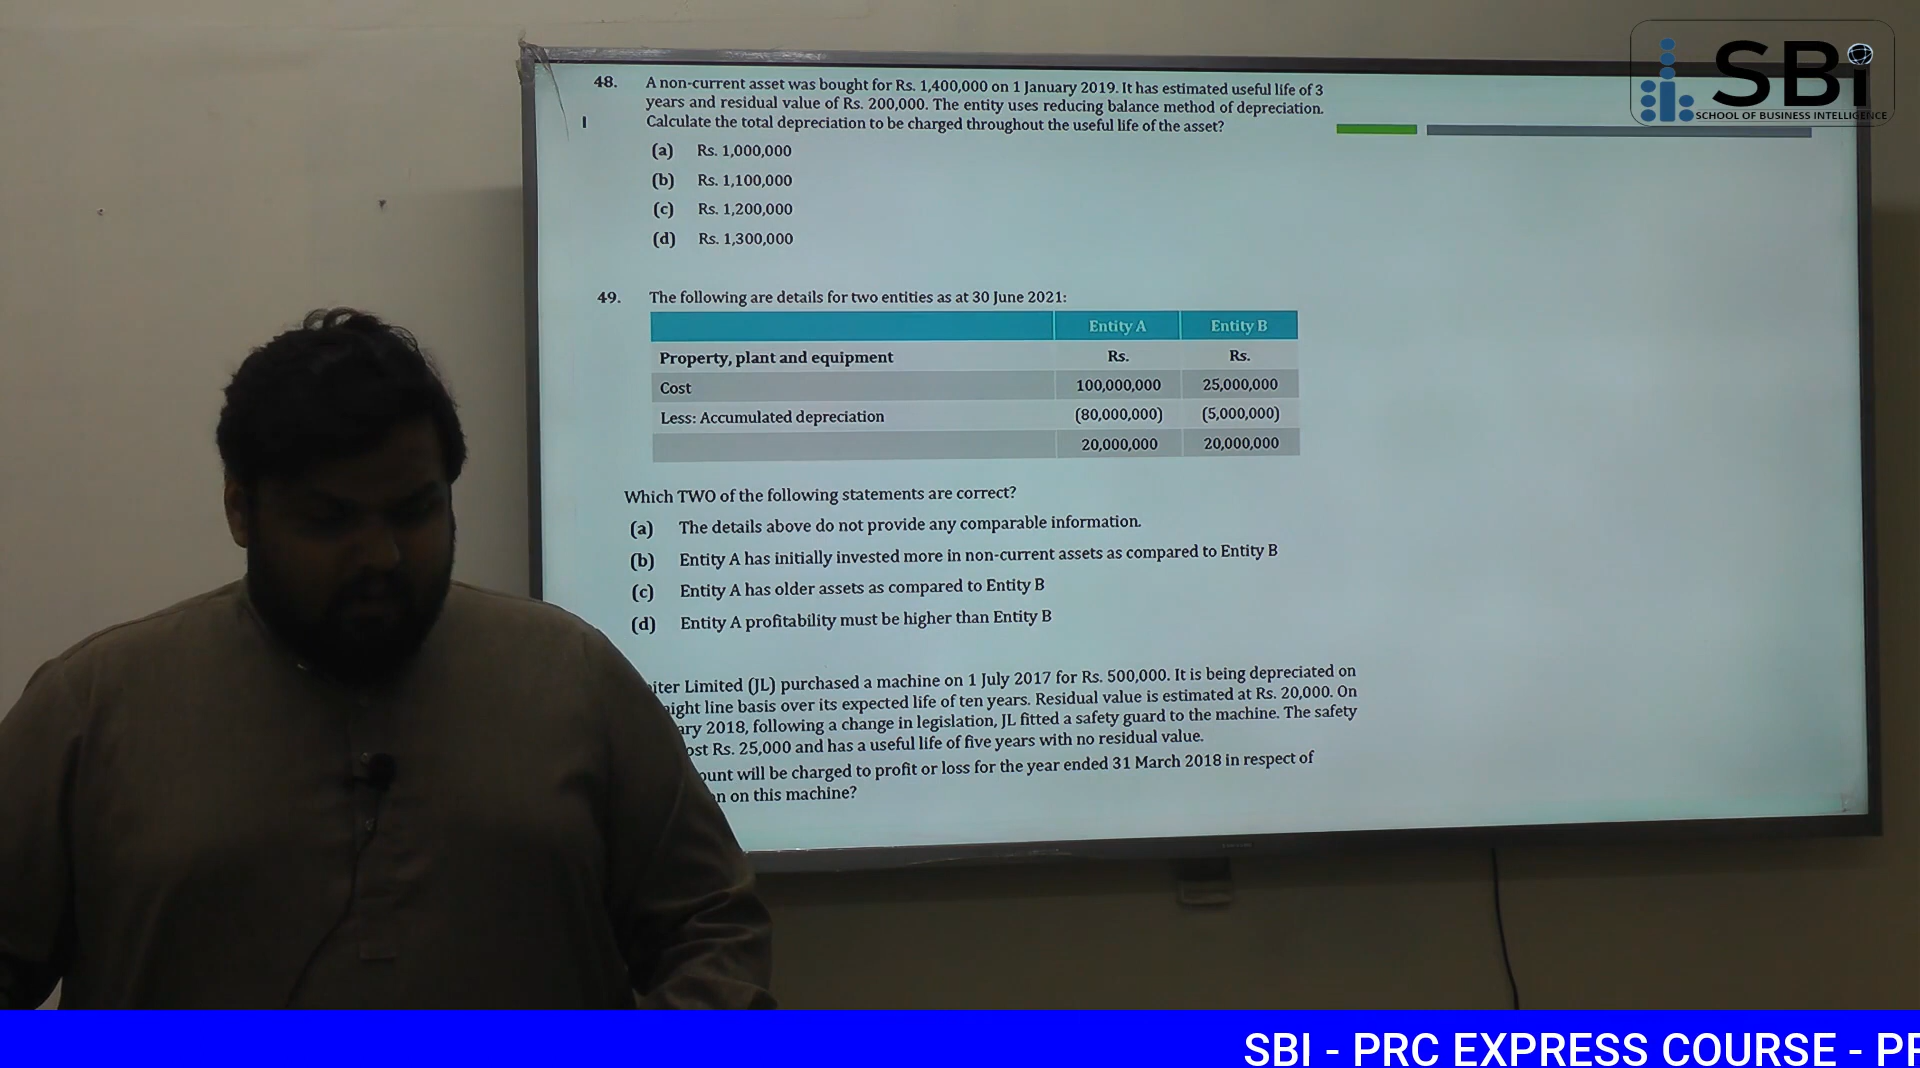 SBi
SCHOOL OF BUSINESS INTELLIGENCE
48. A non-current asset was bought for Rs. 1,400,000 on 1 January 2019. It has estimated useful life of 3
years and residual value of Rs. 200,000. The entity uses reducing balance method of depreciation.
Calculate the total depreciation to be charged throughout the useful life of the asset?
(a) Rs. 1,000,000
(b) Rs. 1,100,000
(c) Rs. 1,200,000
(d) Rs. 1,300,000
49. The following are details for two entities as at 30 June 2021:
Entity A Entity B
Property, plant and equipment Rs. Rs.
Cost 100,000,000 25,000,000
Less: Accumulated depreciation (80,000,000) (5,000,000)
20,000,000 20,000,000
Which TWO of the following statements are correct?
(a) The details above do not provide any comparable information.
(b) Entity A has initially invested more in non-current assets as compared to Entity B
(c) Entity A has older assets as compared to Entity B
(d) Entity A profitability must be higher than Entity B
Limited (JL) purchased a machine on 1 July 2017 for Rs. 500,000. It is being depreciated on
line basis over its expected life of ten years. Residual value is estimated at Rs. 20,000. On
2018, following a change in legislation, JL fitted a safety guard to the machine. The safety
Rs. 25,000 and has a useful life of five years with no residual value.
will be charged to profit or loss for the year ended 31 March 2018 in respect of
on this machine?
SBI - PRC EXPRESS COURSE -